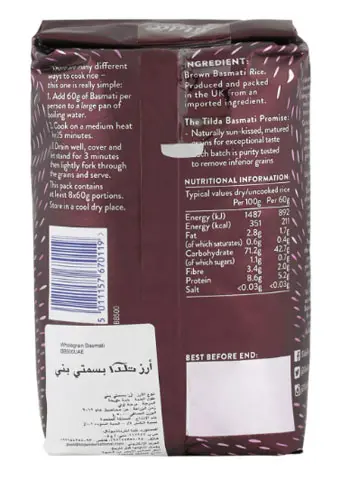 many different
ways to cook rice –
this one is really simple:
1. Add 60g of Basmati per
person to a large pan of
boiling water.
2. Cook on a medium heat
for 25 minutes.
3. Drain well, cover and
let stand for 3 minutes
then lightly fork through
the grains and serve.
This pack contains
at least 8x60g portions.
Store in a cool dry place.
5 011157 670119
BB500
Wholegrain Basmati
BB500UAE
أرز تلدا بسمتي بني
Tilda
INGREDIENT:
Brown Basmati Rice.
Produced and packed
in the UK from an
imported ingredient.
The Tilda Basmati Promise:
- Naturally sun-kissed, matured
grains for exceptional taste
- Each batch is purity tested
to remove inferior grains
NUTRITIONAL INFORMATION
Typical values dry/uncooked rice
Per 100g Per 60g
Energy (kJ) 1487 892
Energy (kcal) 351 211
Fat 2.8g 1.7g
(of which saturates) 0.6g 0.4g
Carbohydrate 71.2g 42.7g
(of which sugars) 1.1g 0.7g
Fibre 3.4g 2.0g
Protein 8.6g 5.2g
Salt <0.03g <0.03g
BEST BEFORE END: